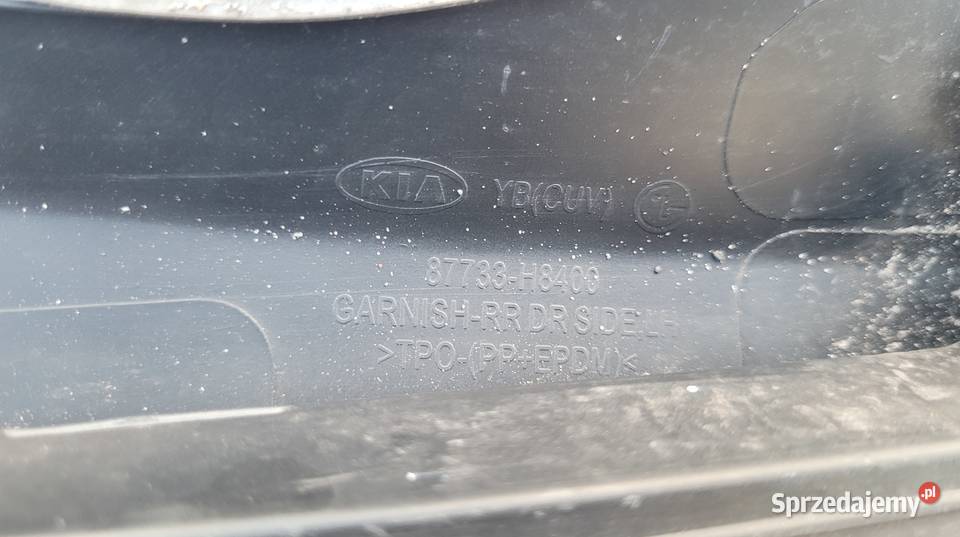 KIA YB(CUV)
87733-H8400
GARNISH-RR DR SIDE,LH
>TPO-(PP+EPDM)<
Sprzedajemy.pl